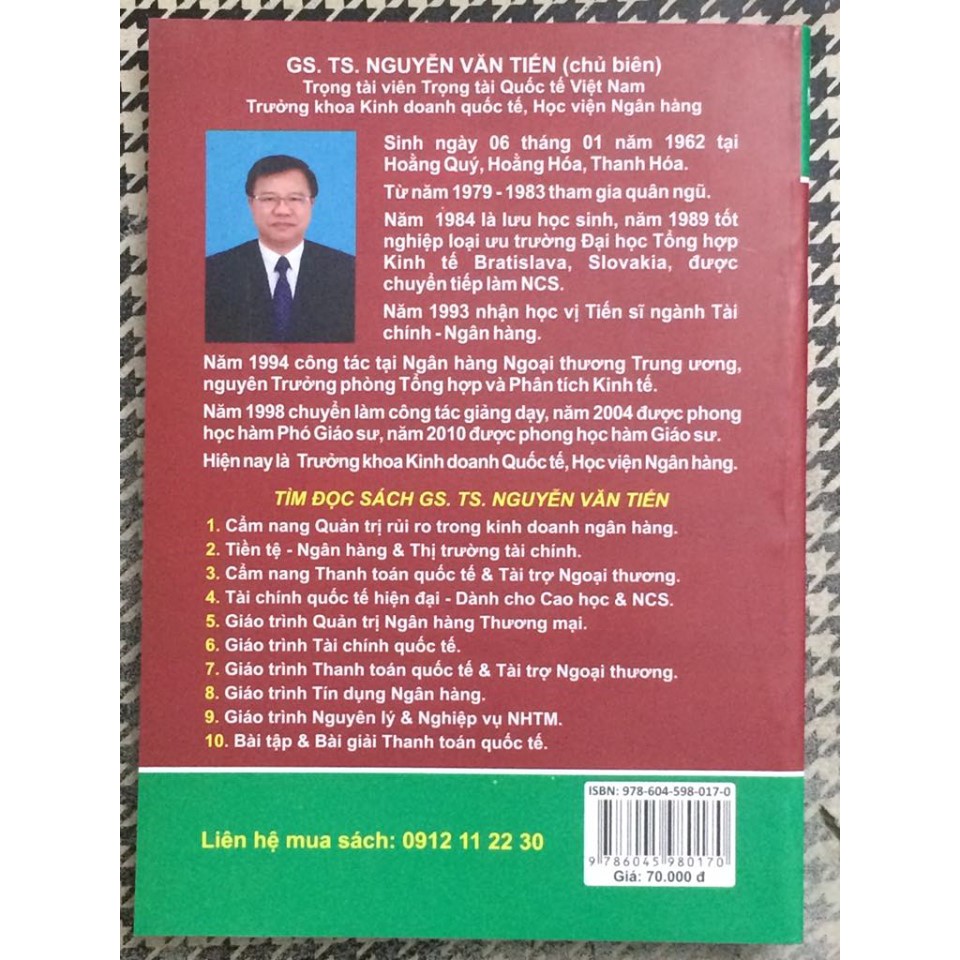 GS. TS. NGUYỄN VĂN TIẾN (chủ biên)
Trọng tài viên Trọng tài Quốc tế Việt Nam
Trưởng khoa Kinh doanh quốc tế, Học viện Ngân hàng
Sinh ngày 06 tháng 01 năm 1962 tại
Hoằng Quý, Hoằng Hóa, Thanh Hóa.
Từ năm 1979 - 1983 tham gia quân ngũ.
Năm 1984 là lưu học sinh, năm 1989 tốt
nghiệp loại ưu trường Đại học Tổng hợp
Kinh tế Bratislava, Slovakia, được
chuyển tiếp làm NCS.
Năm 1993 nhận học vị Tiến sĩ ngành Tài
chính - Ngân hàng.
Năm 1994 công tác tại Ngân hàng Ngoại thương Trung ương,
nguyên Trưởng phòng Tổng hợp và Phân tích Kinh tế.
Năm 1998 chuyển làm công tác giảng dạy, năm 2004 được phong
học hàm Phó Giáo sư, năm 2010 được phong học hàm Giáo sư.
Hiện nay là Trưởng khoa Kinh doanh Quốc tế, Học viện Ngân hàng.
TÌM ĐỌC SÁCH GS. TS. NGUYỄN VĂN TIẾN
1. Cẩm nang Quản trị rủi ro trong kinh doanh ngân hàng.
2. Tiền tệ - Ngân hàng & Thị trường tài chính.
3. Cẩm nang Thanh toán quốc tế & Tài trợ Ngoại thương.
4. Tài chính quốc tế hiện đại - Dành cho Cao học & NCS.
5. Giáo trình Quản trị Ngân hàng Thương mại.
6. Giáo trình Tài chính quốc tế.
7. Giáo trình Thanh toán quốc tế & Tài trợ Ngoại thương.
8. Giáo trình Tín dụng Ngân hàng.
9. Giáo trình Nguyên lý & Nghiệp vụ NHTM.
10. Bài tập & Bài giải Thanh toán quốc tế.
Liên hệ mua sách: 0912 11 22 30
ISBN: 978-604-598-017-0
9 786045 980170
Giá: 70.000 đ